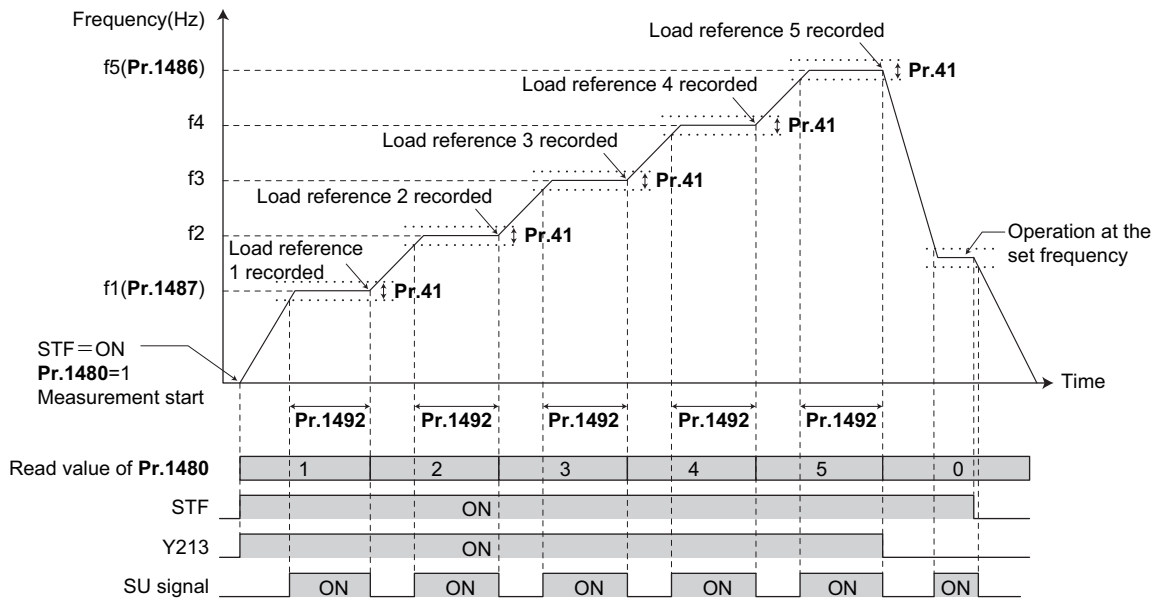 Frequency(Hz)
Load reference 5 recorded
f5(Pr.1486)
Pr.41
Load reference 4 recorded
f4
Pr.41
Load reference 3 recorded
f3
Pr.41
Load reference 2 recorded
f2
Pr.41
Operation at the
set frequency
Load reference
1 recorded
f1(Pr.1487)
Pr.41
STF=ON
Pr.1480=1
Measurement start
Time
Pr.1492 Pr.1492 Pr.1492 Pr.1492 Pr.1492
Read value of Pr.1480 1 2 3 4 5 0
STF ON
Y213 ON
SU signal ON ON ON ON ON ON